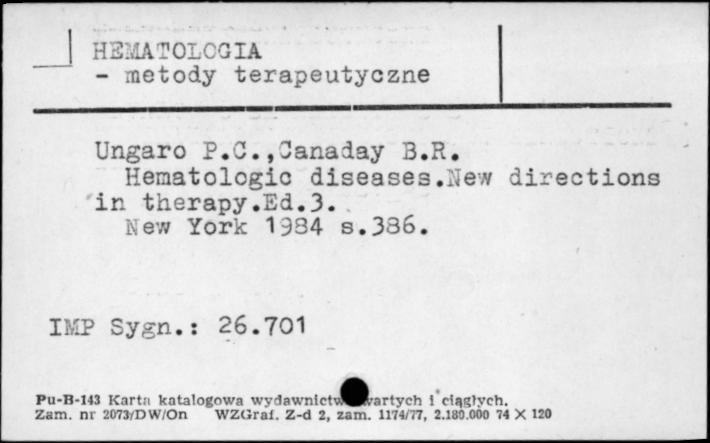 HEMATOLOGIA
- metody terapeutyczne
Ungaro P.C.,Canaday B.R.
Hematologic diseases.New directions
in therapy.Ed.3.
New York 1984 s.386.
IMP Sygn.: 26.701
Pu-B-143 Karta katalogowa i ciągłych.
Zam. nr 2073/DW/On WZGraf. Z-d 2, zam. 1174/77, 2.180.000 74 X 120